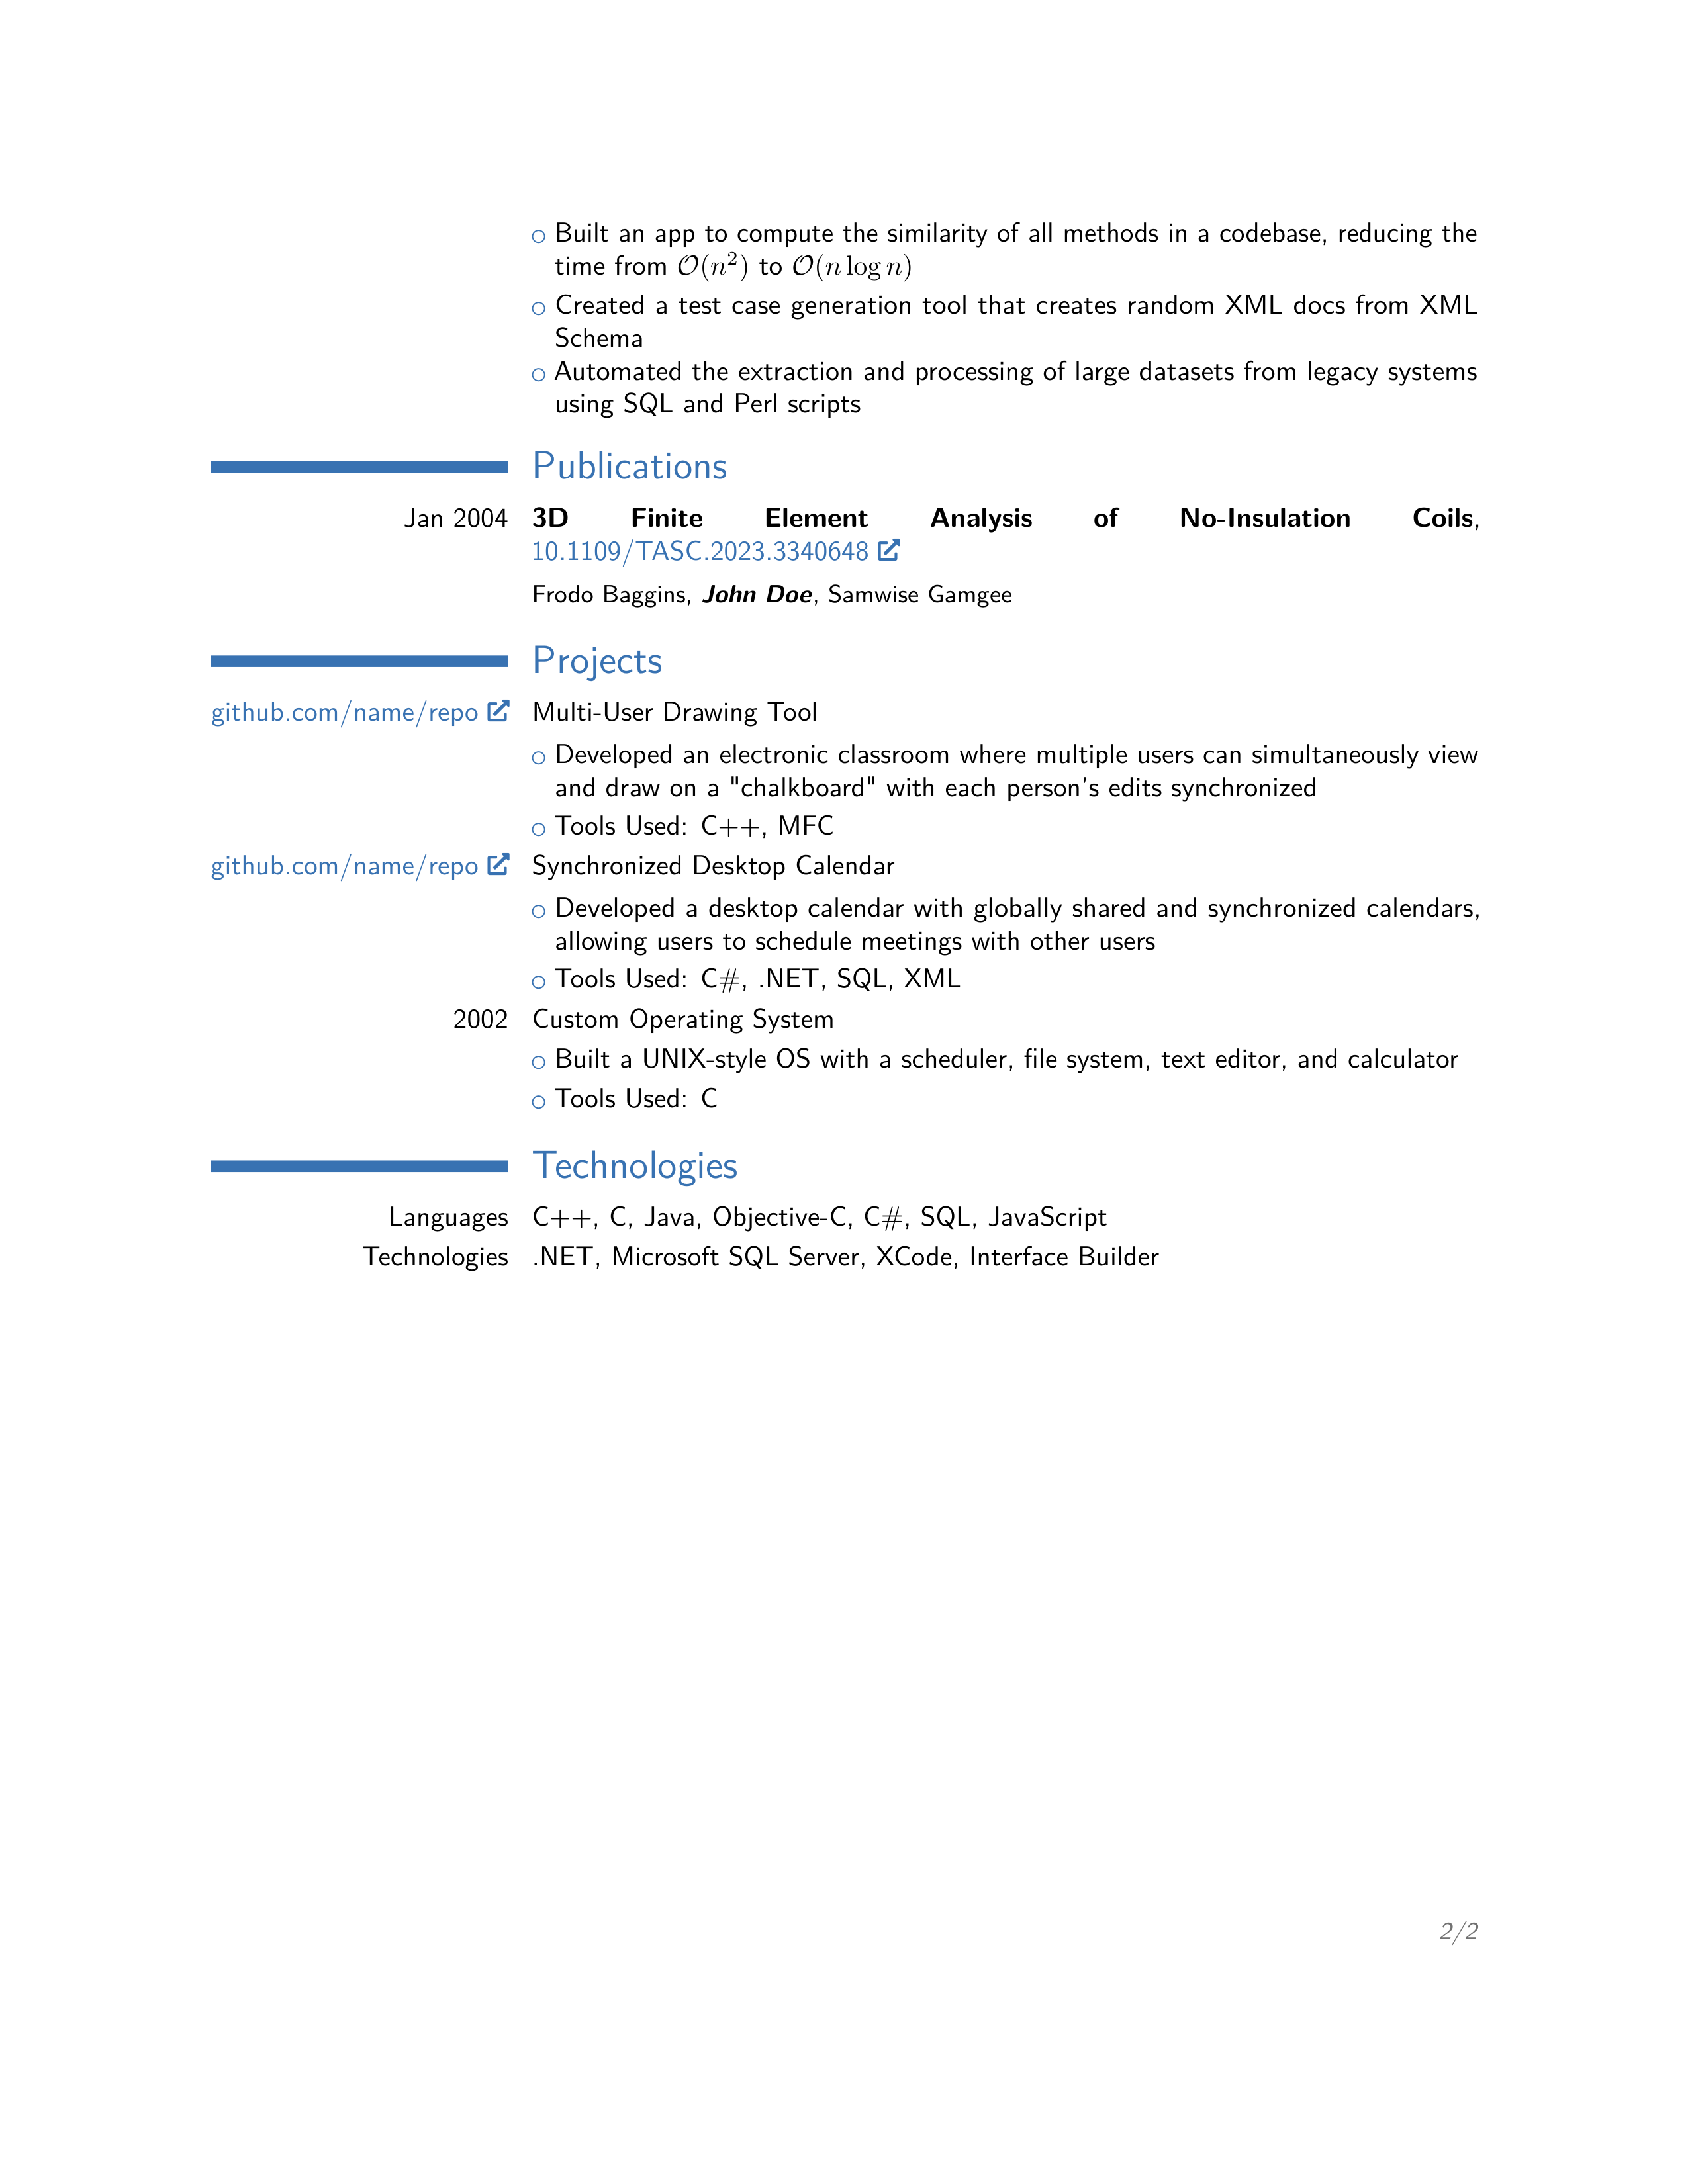 Built an app to compute the similarity of all methods in a codebase, reducing the
time from 𝒪(n²) to 𝒪(n log n)
Created a test case generation tool that creates random XML docs from XML
Schema
Automated the extraction and processing of large datasets from legacy systems
using SQL and Perl scripts
Publications
Jan 2004 3D Finite Element Analysis of No-Insulation Coils,
10.1109/TASC.2023.3340648
Frodo Baggins, John Doe, Samwise Gamgee
Projects
github.com/name/repo Multi-User Drawing Tool
Developed an electronic classroom where multiple users can simultaneously view
and draw on a "chalkboard" with each person's edits synchronized
Tools Used: C++, MFC
github.com/name/repo Synchronized Desktop Calendar
Developed a desktop calendar with globally shared and synchronized calendars,
allowing users to schedule meetings with other users
Tools Used: C#, .NET, SQL, XML
2002 Custom Operating System
Built a UNIX-style OS with a scheduler, file system, text editor, and calculator
Tools Used: C
Technologies
Languages C++, C, Java, Objective-C, C#, SQL, JavaScript
Technologies .NET, Microsoft SQL Server, XCode, Interface Builder
2/2